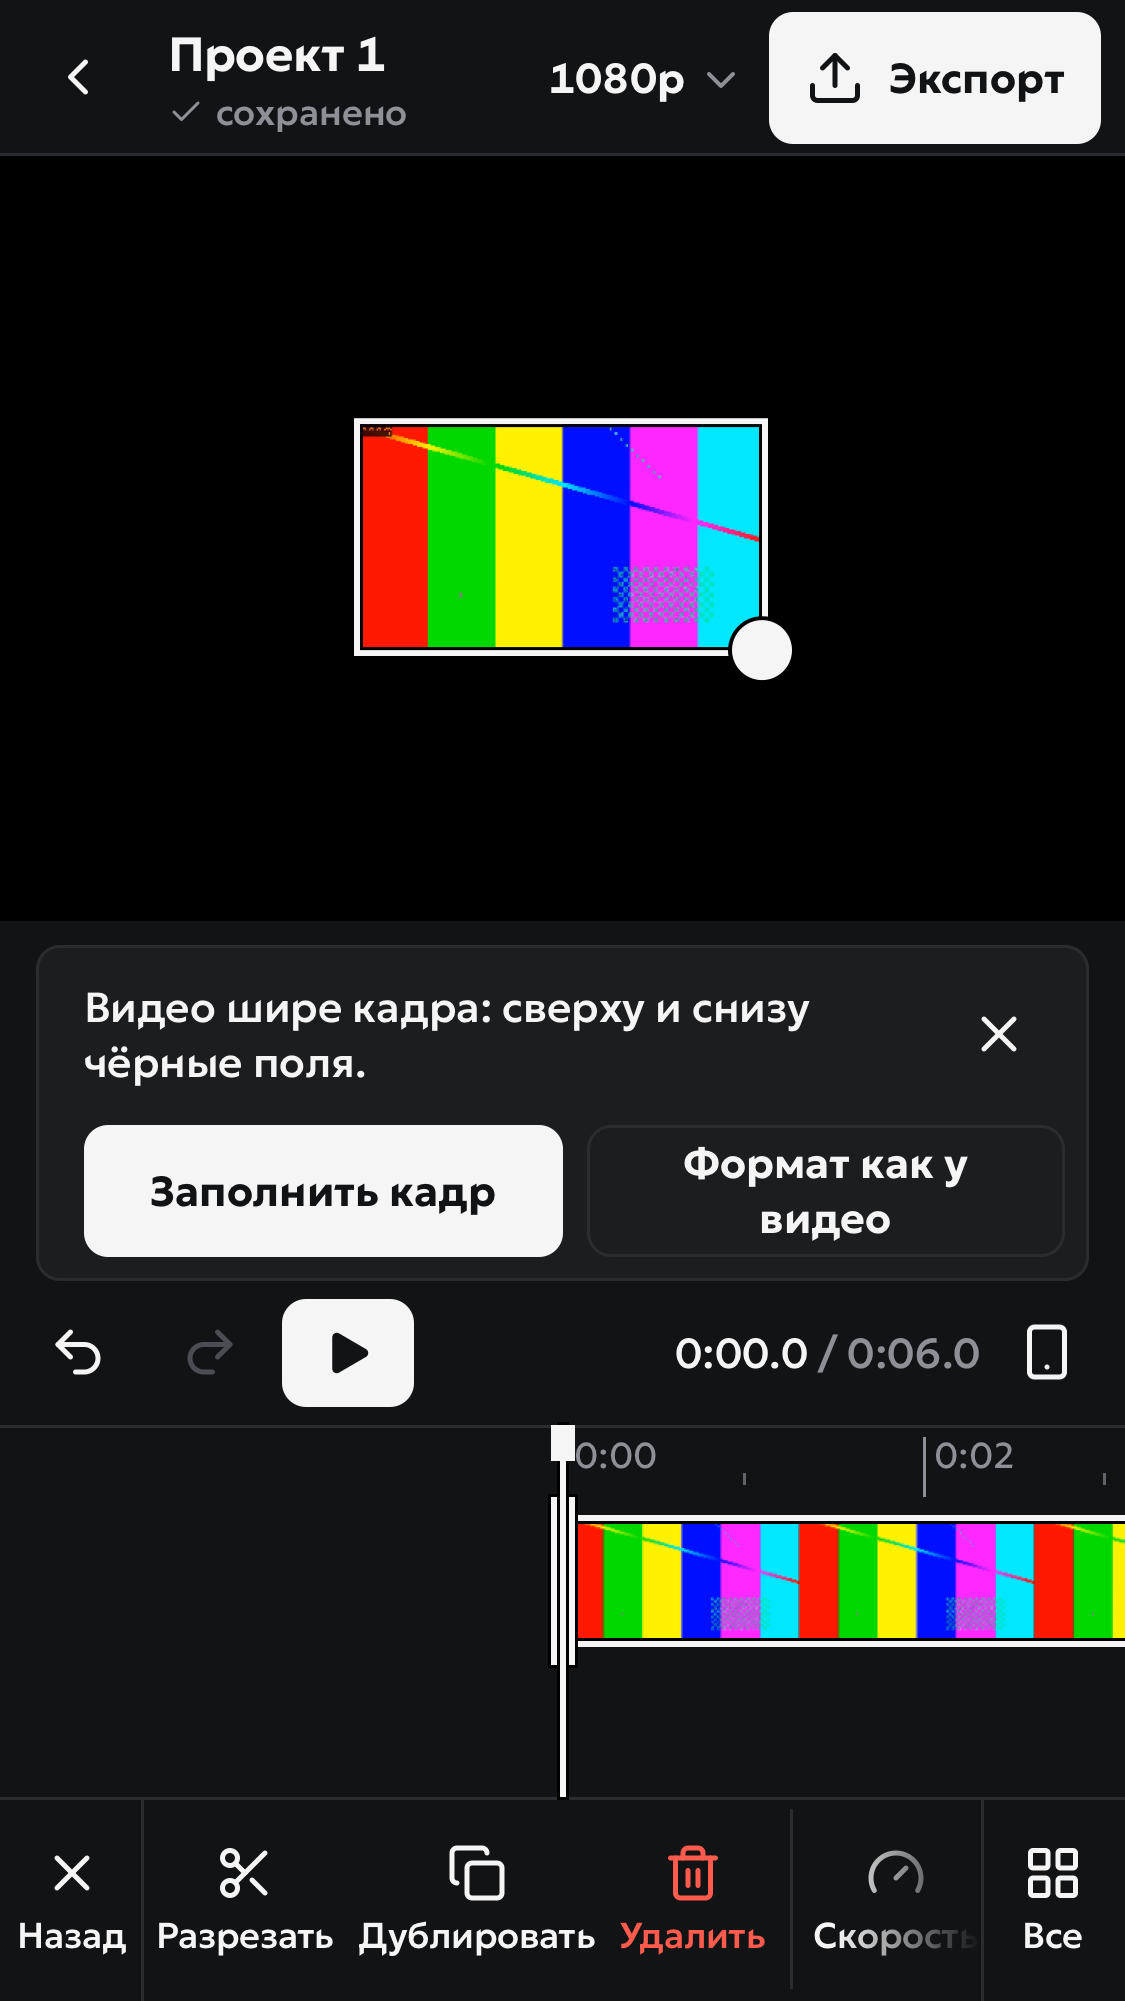 Проект 1
сохранено
1080p
Экспорт
Видео шире кадра: сверху и снизу
чёрные поля.
Заполнить кадр
Формат как у
видео
0:00.0 / 0:06.0
0:00
0:02
Назад
Разрезать
Дублировать
Удалить
Скорость
Все